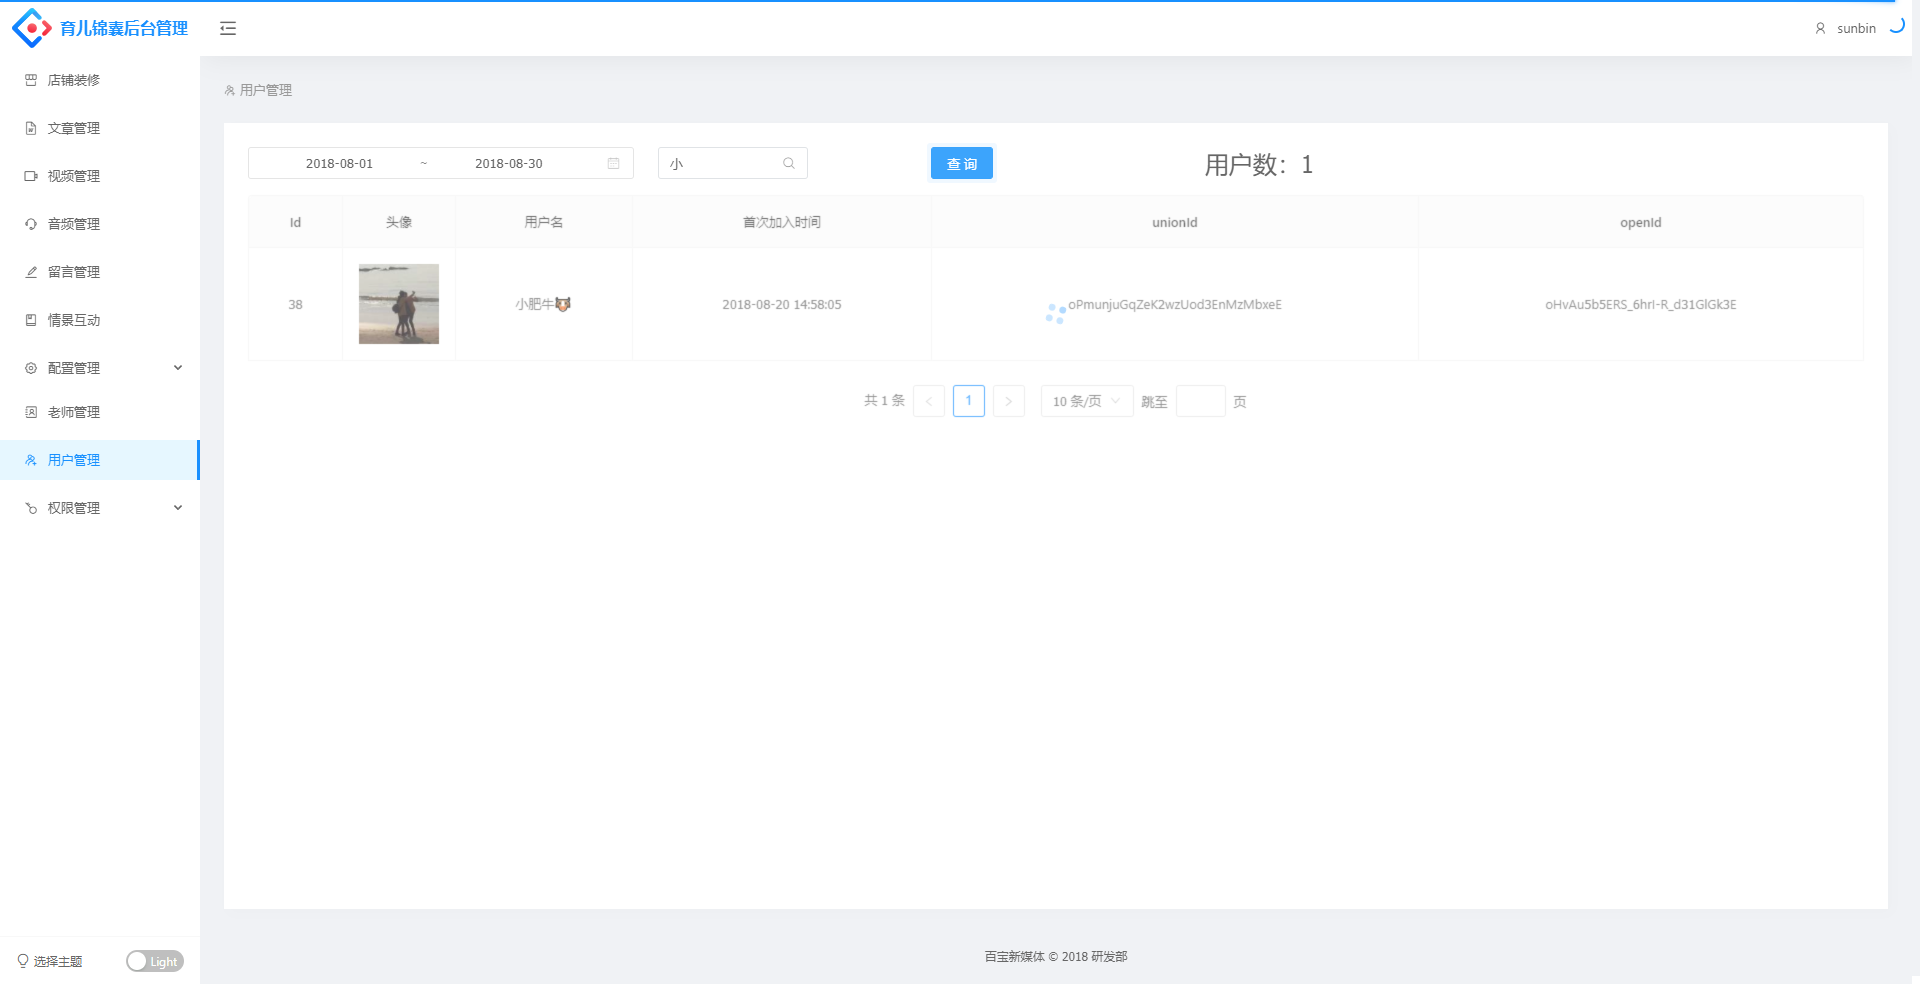 育儿锦囊后台管理
sunbin
店铺装修
文章管理
视频管理
音频管理
留言管理
情景互动
配置管理
老师管理
用户管理
权限管理
选择主题
Light
用户管理
2018-08-01 ~ 2018-08-30
小
查 询
用户数：1
Id 头像 用户名 首次加入时间 unionId openId
38 小肥牛🐯 2018-08-20 14:58:05 oPmunjuGqZeK2wzUod3EnMzMbxeE oHvAu5b5ERS_6hrI-R_d31GlGk3E
共 1 条 < 1 > 10 条/页 跳至 页
百宝新媒体 © 2018 研发部